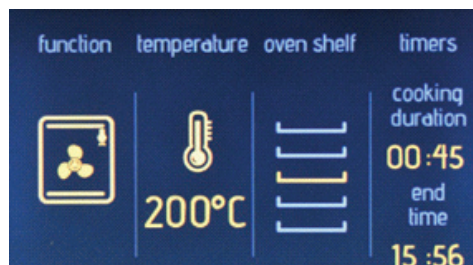 function temperature oven shelf timers
cooking
duration
00:45
end
time
200°C
15:56